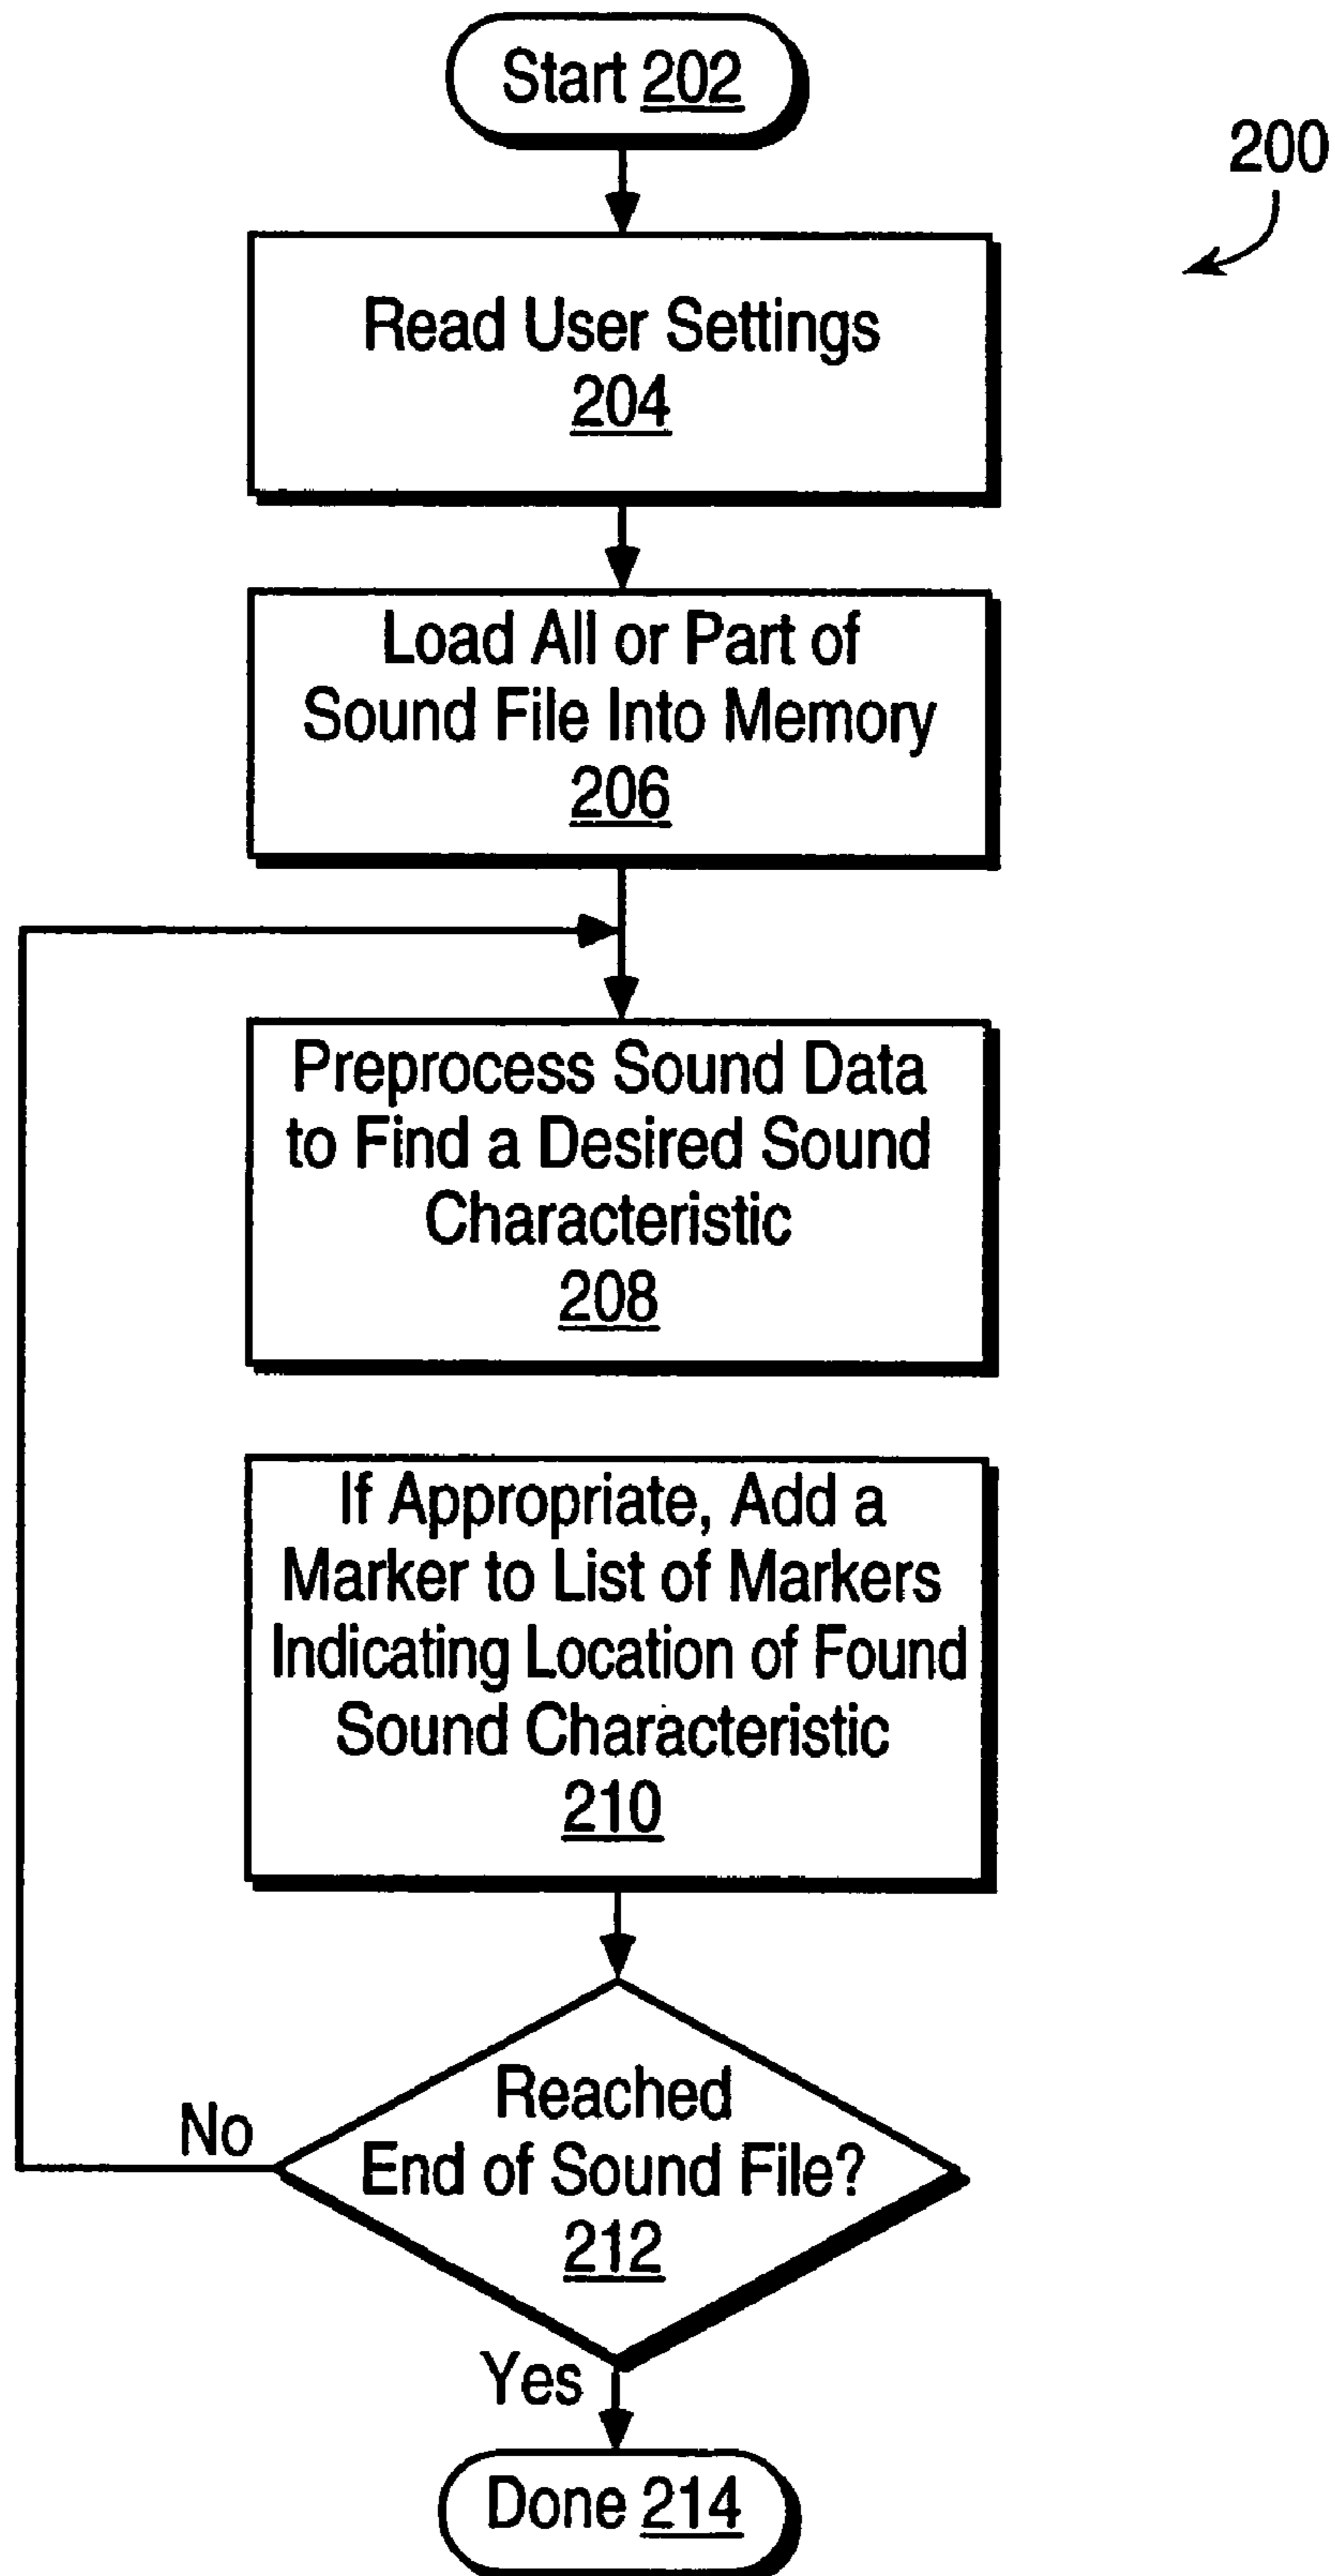 Start 202
200
Read User Settings
204
Load All or Part of
Sound File Into Memory
206
Preprocess Sound Data
to Find a Desired Sound
Characteristic
208
If Appropriate, Add a
Marker to List of Markers
Indicating Location of Found
Sound Characteristic
210
Reached
End of Sound File?
212
No
Yes
Done 214